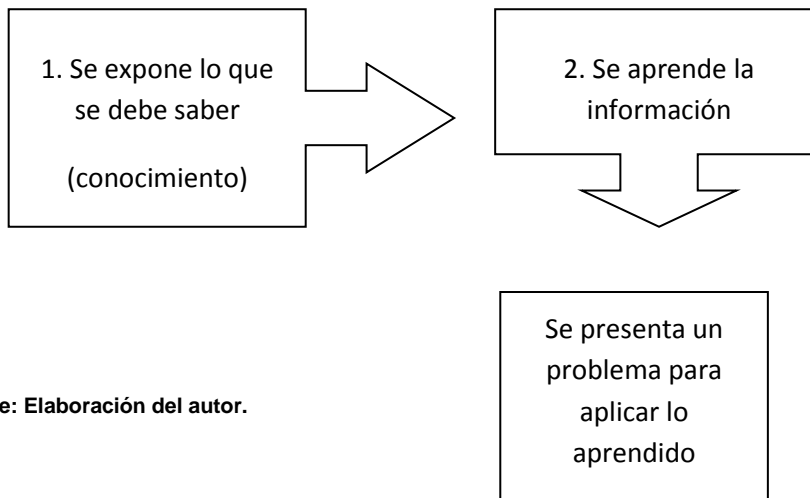 1. Se expone lo que
se debe saber
(conocimiento)
2. Se aprende la
información
Se presenta un
problema para
aplicar lo
aprendido
e: Elaboración del autor.